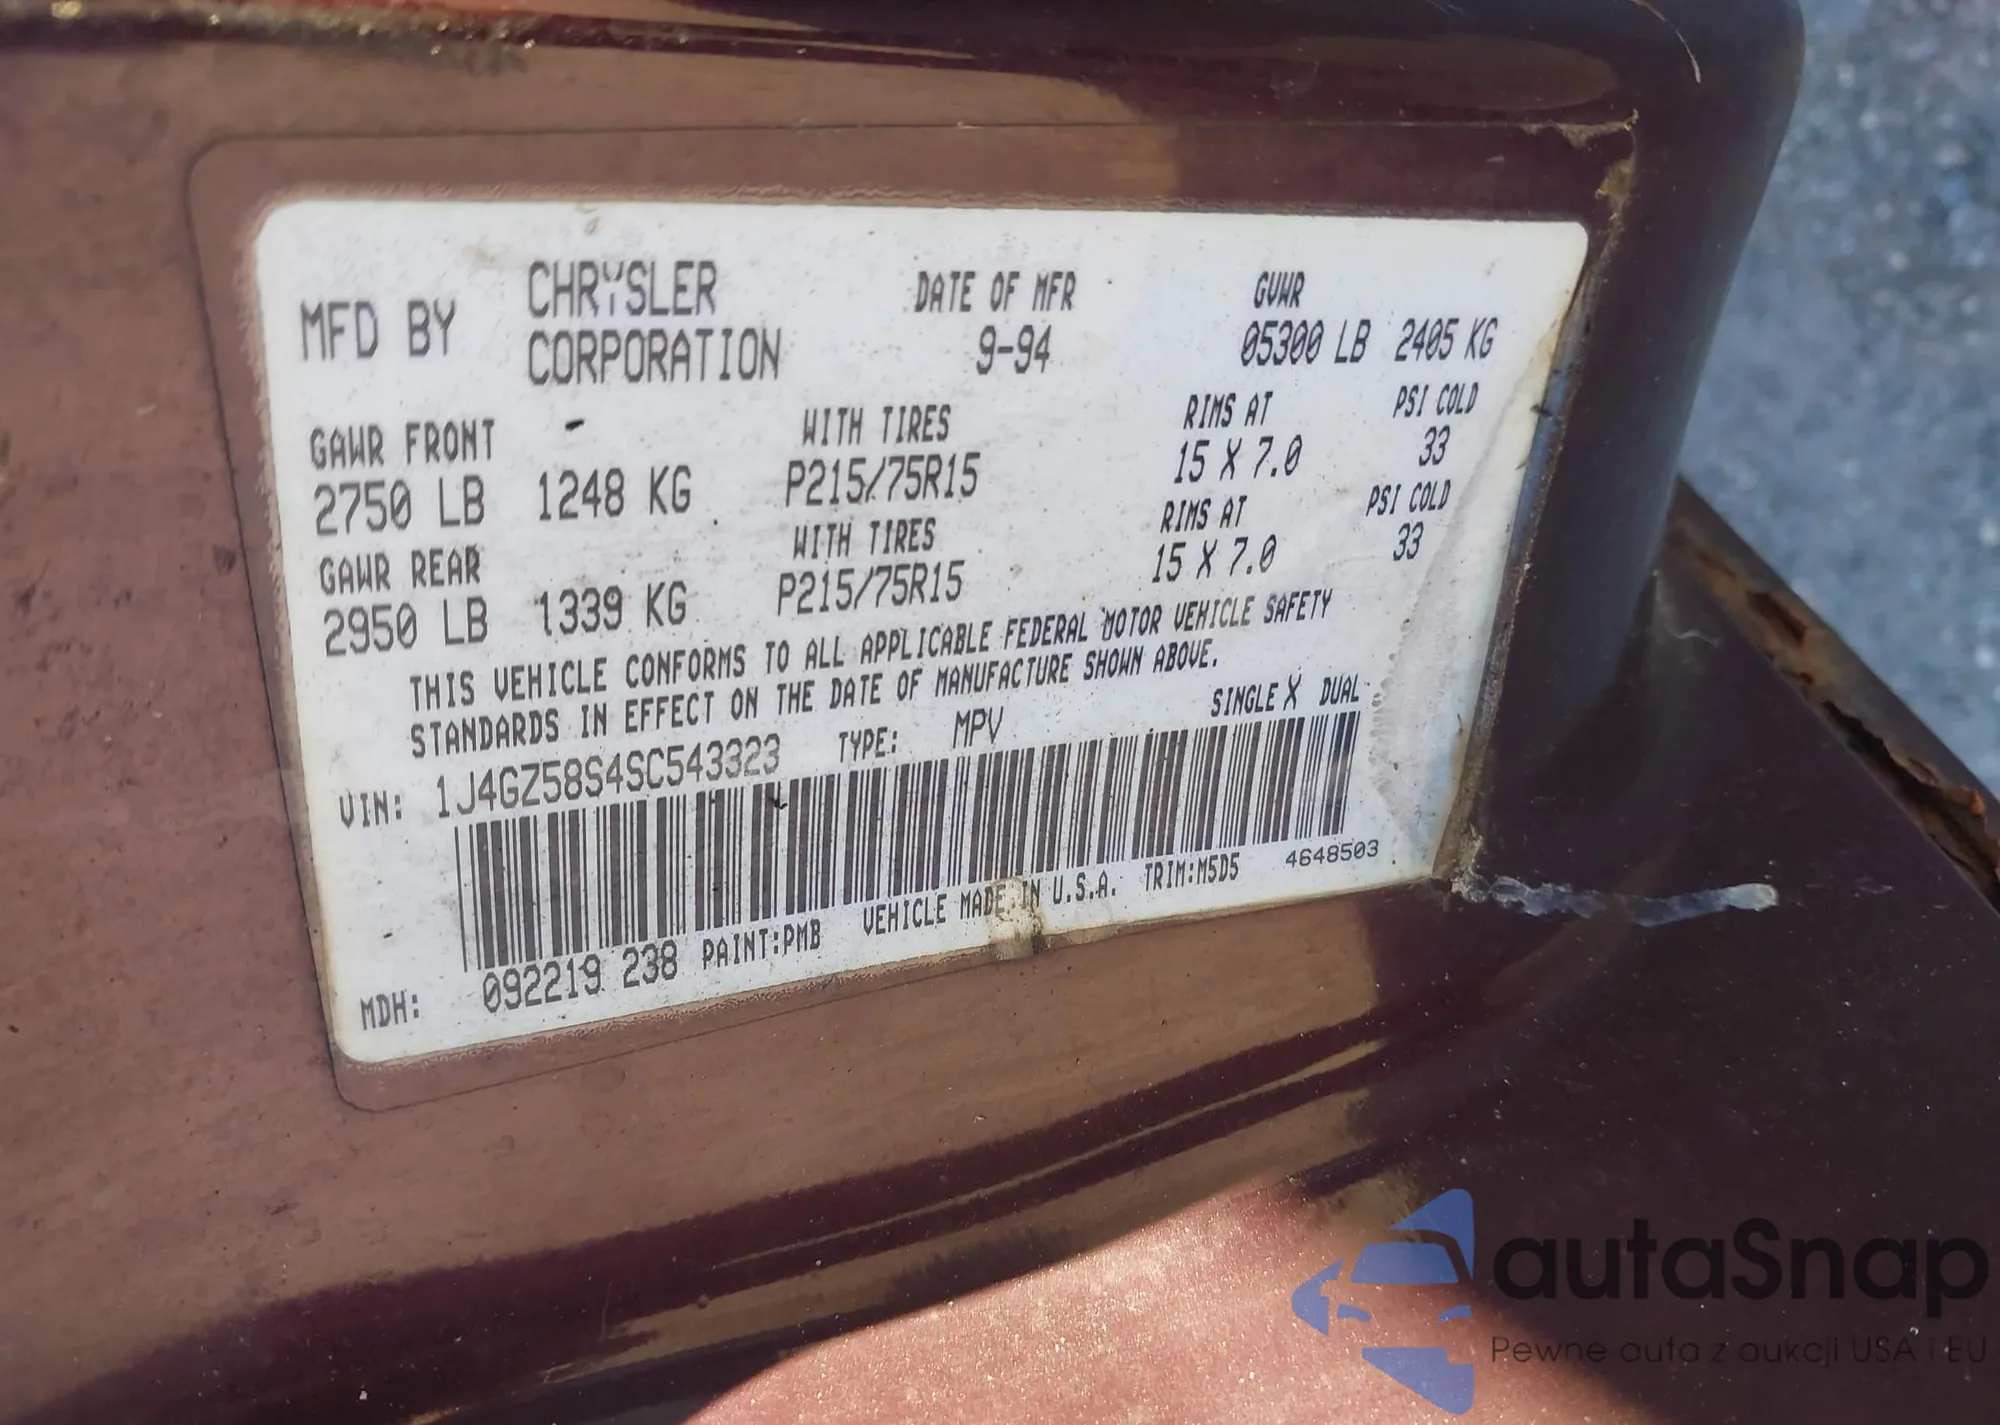 MFD BY CHRYSLER CORPORATION DATE OF MFR 9-94 GVWR 05300 LB 2405 KG
GAWR FRONT WITH TIRES RIMS AT PSI COLD
2750 LB 1248 KG P215/75R15 15 X 7.0 33
GAWR REAR WITH TIRES RIMS AT PSI COLD
2950 LB 1339 KG P215/75R15 15 X 7.0 33
THIS VEHICLE CONFORMS TO ALL APPLICABLE FEDERAL MOTOR VEHICLE SAFETY
STANDARDS IN EFFECT ON THE DATE OF MANUFACTURE SHOWN ABOVE.
VIN: 1J4GZ58S4SC543323 TYPE: MPV SINGLE X DUAL
MDH: 092219 238 PAINT:PMB VEHICLE MADE IN U.S.A. TRIM:M5D5 4648503
autaSnap
Pewne auta z aukcji USA i EU